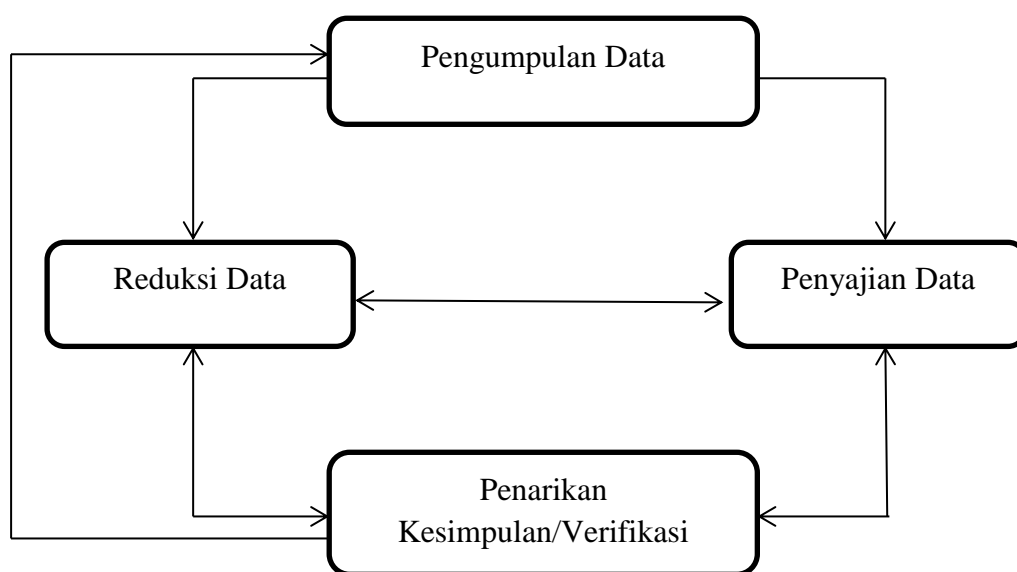 Pengumpulan Data
Reduksi Data
Penyajian Data
Penarikan
Kesimpulan/Verifikasi